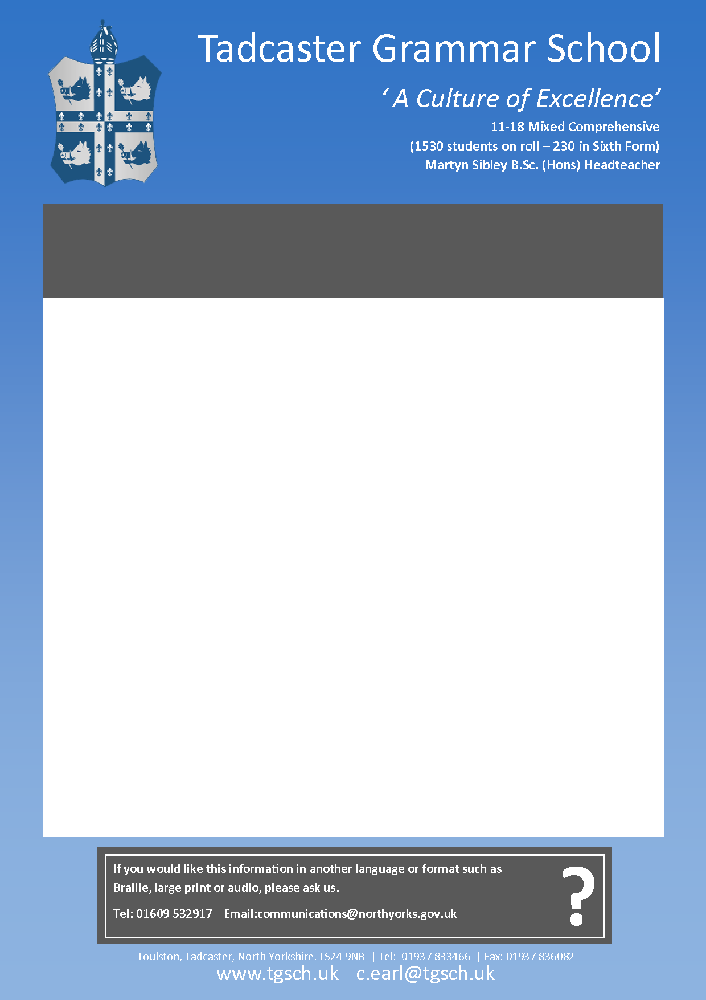 Tadcaster Grammar School
‘ A Culture of Excellence’
11-18 Mixed Comprehensive
(1530 students on roll – 230 in Sixth Form)
Martyn Sibley B.Sc. (Hons) Headteacher
If you would like this information in another language or format such as
Braille, large print or audio, please ask us.
Tel: 01609 532917 Email:communications@northyorks.gov.uk
?
Toulston, Tadcaster, North Yorkshire. LS24 9NB | Tel: 01937 833466 | Fax: 01937 836082
www.tgsch.uk c.earl@tgsch.uk